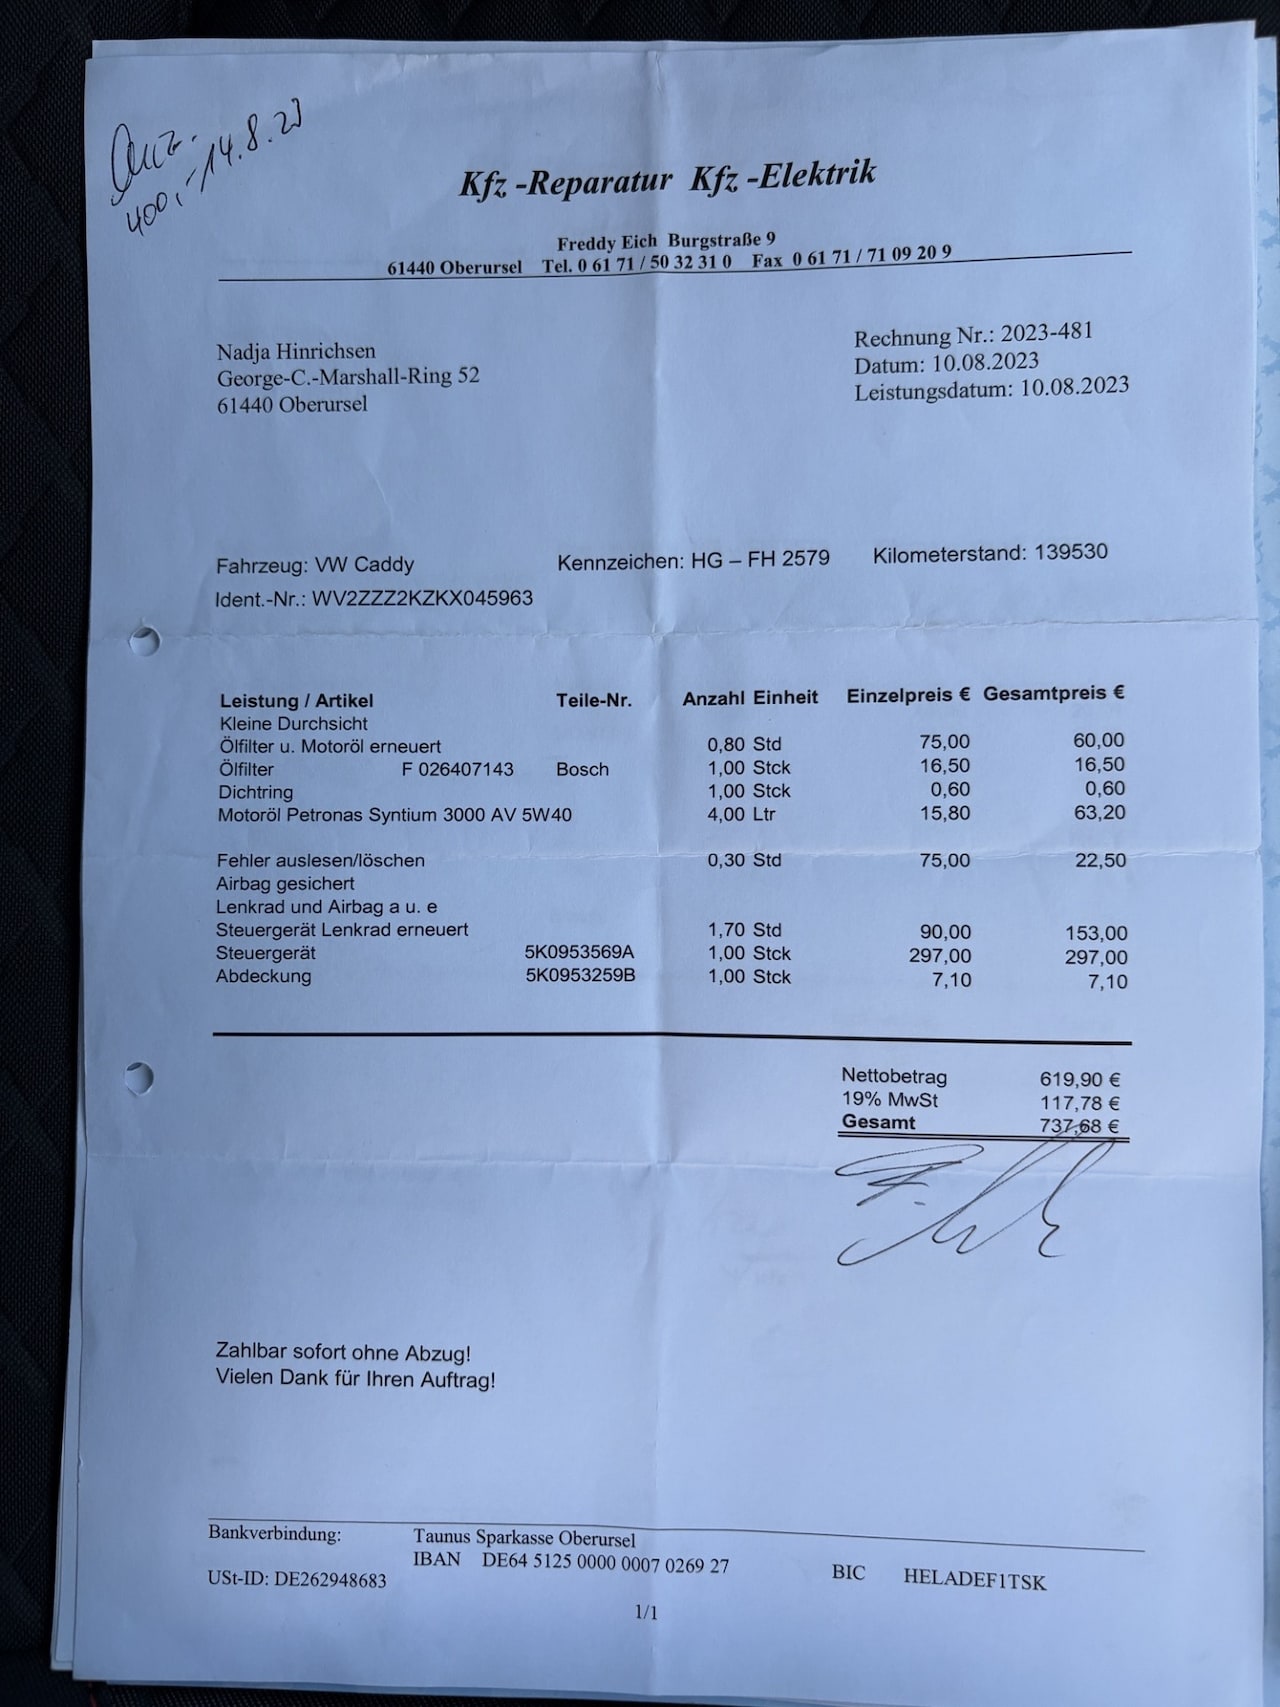 Anz.
400,- 14.8.23
Kfz -Reparatur Kfz -Elektrik
Freddy Eich Burgstraße 9
61440 Oberursel Tel. 0 61 71 / 50 32 31 0 Fax 0 61 71 / 71 09 20 9
Nadja Hinrichsen
George-C.-Marshall-Ring 52
61440 Oberursel
Rechnung Nr.: 2023-481
Datum: 10.08.2023
Leistungsdatum: 10.08.2023
Fahrzeug: VW Caddy Kennzeichen: HG – FH 2579 Kilometerstand: 139530
Ident.-Nr.: WV2ZZZ2KZKX045963
Leistung / Artikel Teile-Nr. Anzahl Einheit Einzelpreis € Gesamtpreis €
Kleine Durchsicht
Ölfilter u. Motoröl erneuert 0,80 Std 75,00 60,00
Ölfilter F 026407143 Bosch 1,00 Stck 16,50 16,50
Dichtring 1,00 Stck 0,60 0,60
Motoröl Petronas Syntium 3000 AV 5W40 4,00 Ltr 15,80 63,20
Fehler auslesen/löschen 0,30 Std 75,00 22,50
Airbag gesichert
Lenkrad und Airbag a u. e
Steuergerät Lenkrad erneuert 1,70 Std 90,00 153,00
Steuergerät 5K0953569A 1,00 Stck 297,00 297,00
Abdeckung 5K0953259B 1,00 Stck 7,10 7,10
Nettobetrag 619,90 €
19% MwSt 117,78 €
Gesamt 737,68 €
Zahlbar sofort ohne Abzug!
Vielen Dank für Ihren Auftrag!
Bankverbindung: Taunus Sparkasse Oberursel
IBAN DE64 5125 0000 0007 0269 27 BIC HELADEF1TSK
USt-ID: DE262948683
1/1